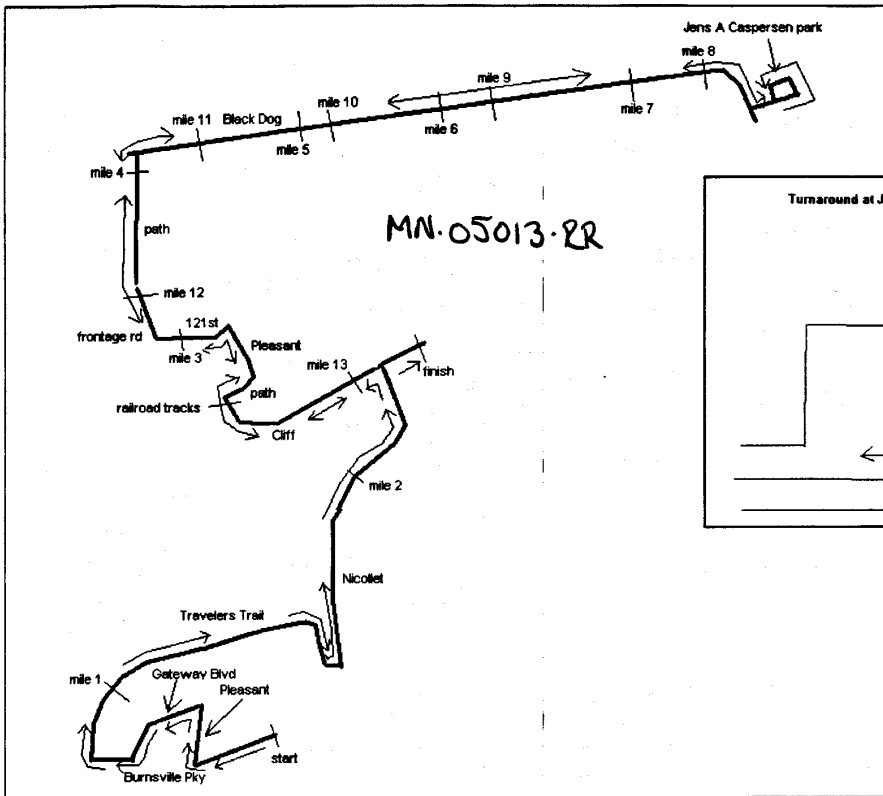 Jens A Caspersen park
mile 8
mile 9
mile 7
mile 10
mile 11
Black Dog
mile 6
mile 5
mile 4
Turnaround at J
path
MN.05013.RR
mile 12
121st
frontage rd
mile 3
Pleasant
mile 13
finish
path
railroad tracks
Cliff
mile 2
Nicollet
Travelers Trail
Gateway Blvd
mile 1
Pleasant
start
Burnsville Pky